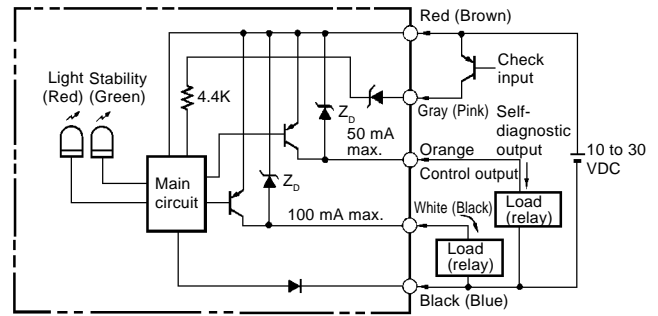 Red (Brown)
Check
input
Light Stability
(Red) (Green)
4.4K
Z_D
Gray (Pink)
Self-
diagnostic
output
50 mA
max.
Orange
Control output
10 to 30
VDC
Main
circuit
Z_D
Load
(relay)
100 mA max.
White (Black)
Load
(relay)
Black (Blue)